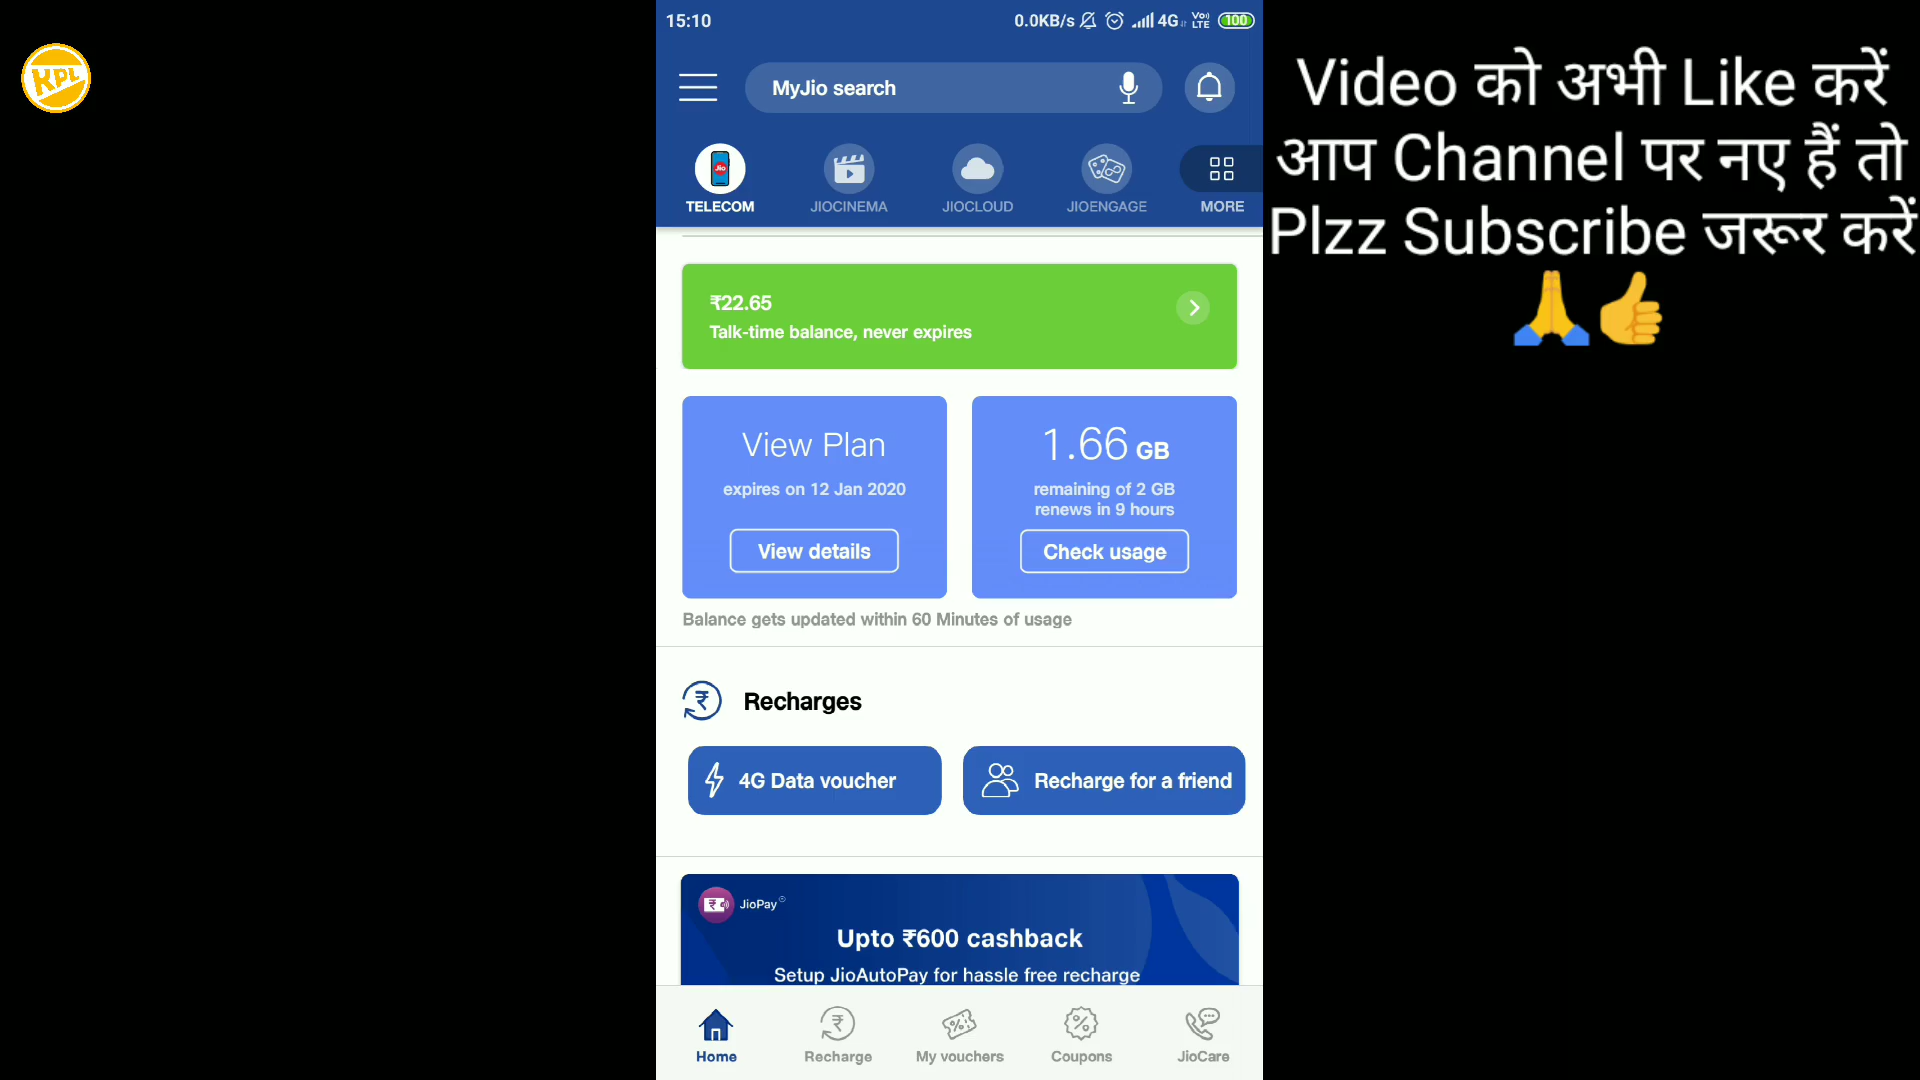 KPL
15:10
0.0KB/s 4G Vo)) LTE 100
MyJio search
Jio
TELECOM
JIOCINEMA
JIOCLOUD
JIOENGAGE
MORE
₹22.65
Talk-time balance, never expires
View Plan
expires on 12 Jan 2020
View details
1.66 GB
remaining of 2 GB
renews in 9 hours
Check usage
Balance gets updated within 60 Minutes of usage
Recharges
4G Data voucher
Recharge for a friend
JioPay
Upto ₹600 cashback
Setup JioAutoPay for hassle free recharge
Home
Recharge
My vouchers
Coupons
JioCare
Video को अभी Like करें
आप Channel पर नए हैं तो
Plzz Subscribe जरूर करें
🙏👍